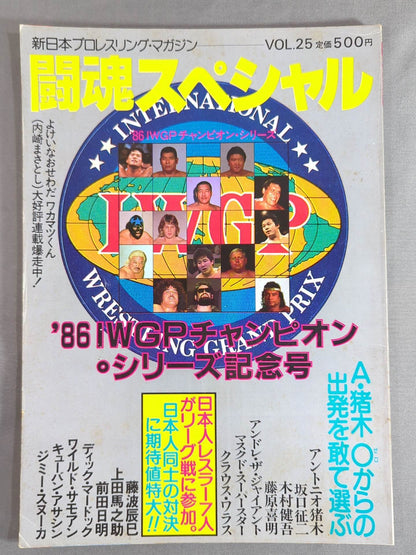 新日本プロレスリング・マガジン
VOL.25 定価500円
闘魂スペシャル
INTERNATIONAL
'86 IWGPチャンピオン・シリーズ
IWGP
WRESTLING GRAND PRIX
よけいなおせわだ ワカマツくん
(内崎まさとし)大好評連載爆走中!
'86 IWGPチャンピオン
・シリーズ記念号
A・猪木 〇からの
ゼロ
出発を敢て選ぶ
アントニオ猪木
坂口征二
木村健吾
藤原喜明
アンドレ・ザ・ジャイアント
マスクド・スーパースター
クラウス・ワラス
日本人レスラー7人
がリーグ戦に参加。
日本人同士の対決
に期待値特大!!
藤波辰巳
上田馬之助
前田日明
ディック・マードック
ワイルド・サモアン
キューバン・アサシン
ジミー・スヌーカ